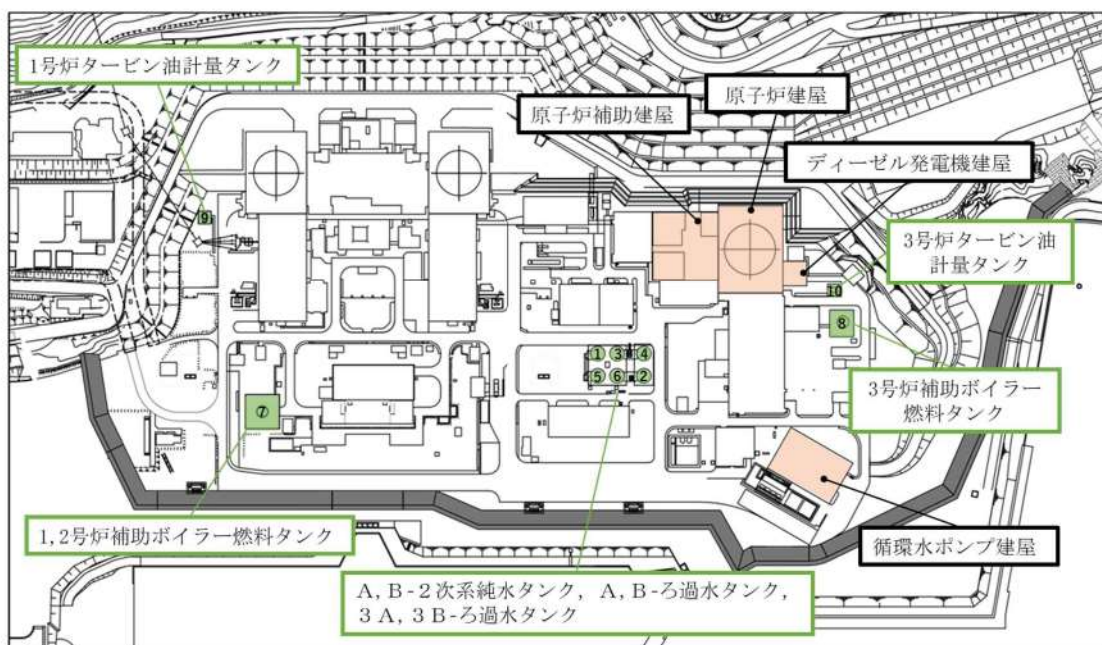 1号炉タービン油計量タンク
原子炉補助建屋
原子炉建屋
ディーゼル発電機建屋
3号炉タービン油
計量タンク
⑨
⑩
⑧
①③④
⑤⑥②
⑦
3号炉補助ボイラー
燃料タンク
1,2号炉補助ボイラー燃料タンク
循環水ポンプ建屋
A,B-2次系純水タンク, A,B-ろ過水タンク,
3A,3B-ろ過水タンク